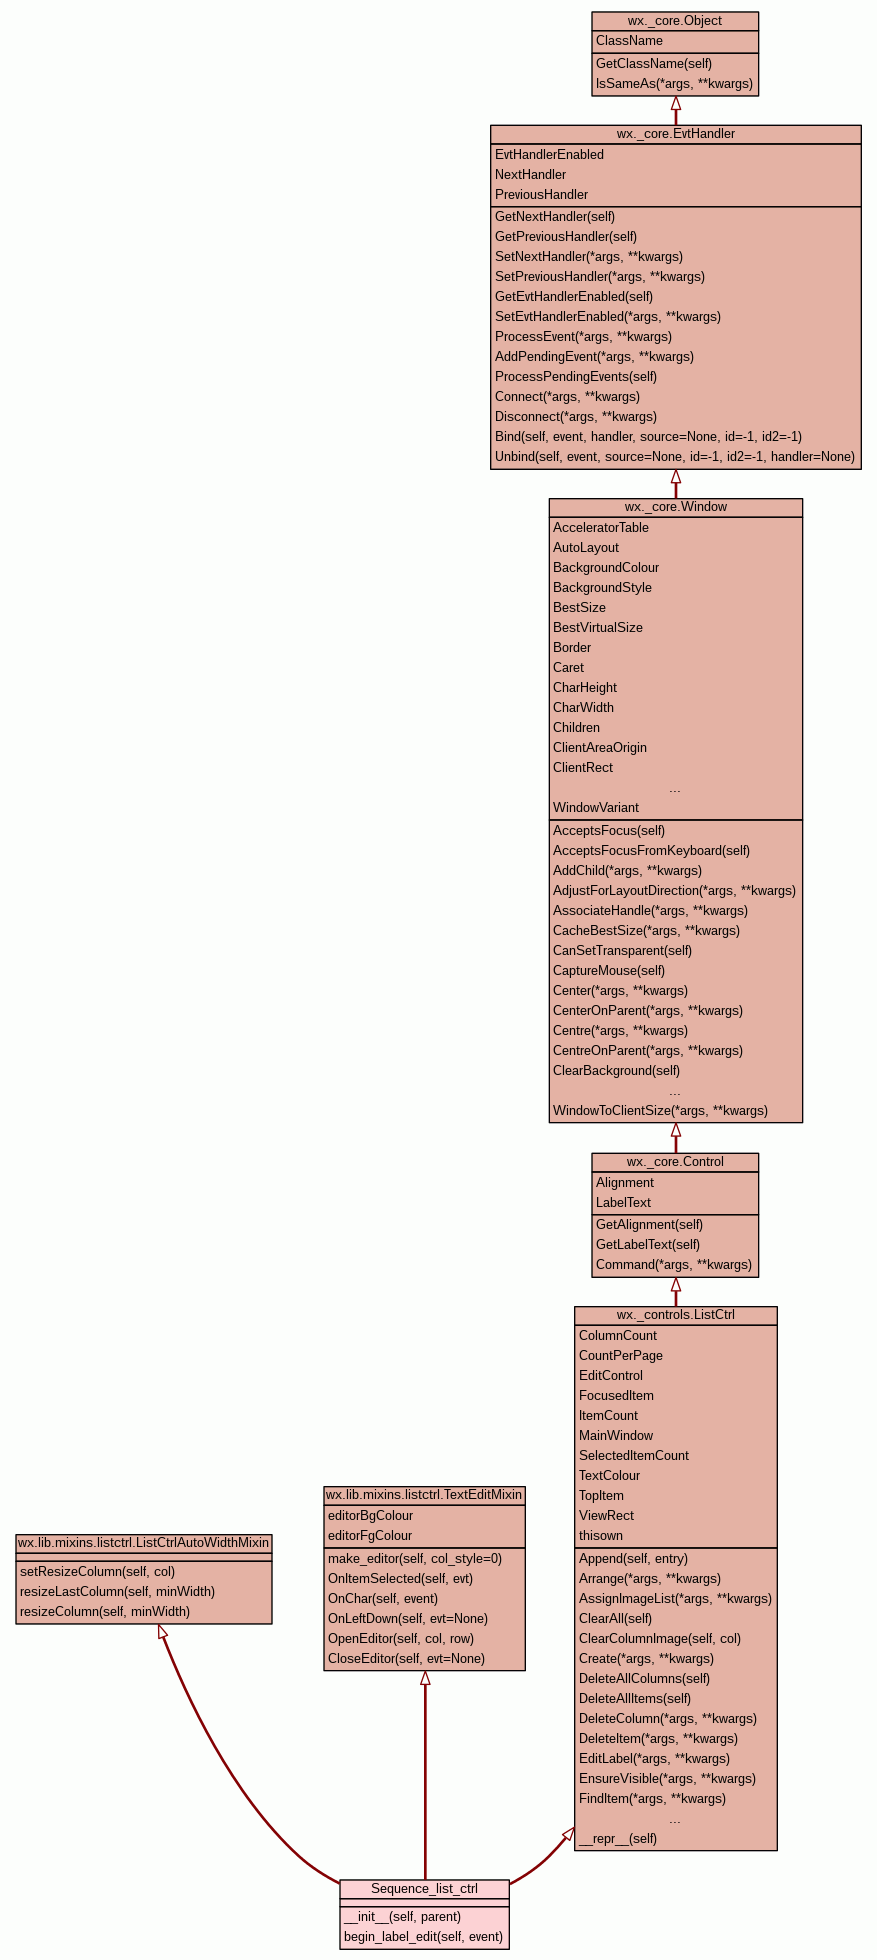 wx._core.Object
ClassName
GetClassName(self)
IsSameAs(*args, **kwargs)
wx._core.EvtHandler
EvtHandlerEnabled
NextHandler
PreviousHandler
GetNextHandler(self)
GetPreviousHandler(self)
SetNextHandler(*args, **kwargs)
SetPreviousHandler(*args, **kwargs)
GetEvtHandlerEnabled(self)
SetEvtHandlerEnabled(*args, **kwargs)
ProcessEvent(*args, **kwargs)
AddPendingEvent(*args, **kwargs)
ProcessPendingEvents(self)
Connect(*args, **kwargs)
Disconnect(*args, **kwargs)
Bind(self, event, handler, source=None, id=-1, id2=-1)
Unbind(self, event, source=None, id=-1, id2=-1, handler=None)
wx._core.Window
AcceleratorTable
AutoLayout
BackgroundColour
BackgroundStyle
BestSize
BestVirtualSize
Border
Caret
CharHeight
CharWidth
Children
ClientAreaOrigin
ClientRect
...
WindowVariant
AcceptsFocus(self)
AcceptsFocusFromKeyboard(self)
AddChild(*args, **kwargs)
AdjustForLayoutDirection(*args, **kwargs)
AssociateHandle(*args, **kwargs)
CacheBestSize(*args, **kwargs)
CanSetTransparent(self)
CaptureMouse(self)
Center(*args, **kwargs)
CenterOnParent(*args, **kwargs)
Centre(*args, **kwargs)
CentreOnParent(*args, **kwargs)
ClearBackground(self)
...
WindowToClientSize(*args, **kwargs)
wx._core.Control
Alignment
LabelText
GetAlignment(self)
GetLabelText(self)
Command(*args, **kwargs)
wx._controls.ListCtrl
ColumnCount
CountPerPage
EditControl
FocusedItem
ItemCount
MainWindow
SelectedItemCount
TextColour
TopItem
ViewRect
thisown
Append(self, entry)
Arrange(*args, **kwargs)
AssignImageList(*args, **kwargs)
ClearAll(self)
ClearColumnImage(self, col)
Create(*args, **kwargs)
DeleteAllColumns(self)
DeleteAllItems(self)
DeleteColumn(*args, **kwargs)
DeleteItem(*args, **kwargs)
EditLabel(*args, **kwargs)
EnsureVisible(*args, **kwargs)
FindItem(*args, **kwargs)
...
__repr__(self)
wx.lib.mixins.listctrl.TextEditMixin
editorBgColour
editorFgColour
make_editor(self, col_style=0)
OnItemSelected(self, evt)
OnChar(self, event)
OnLeftDown(self, evt=None)
OpenEditor(self, col, row)
CloseEditor(self, evt=None)
wx.lib.mixins.listctrl.ListCtrlAutoWidthMixin
setResizeColumn(self, col)
resizeLastColumn(self, minWidth)
resizeColumn(self, minWidth)
Sequence_list_ctrl
__init__(self, parent)
begin_label_edit(self, event)